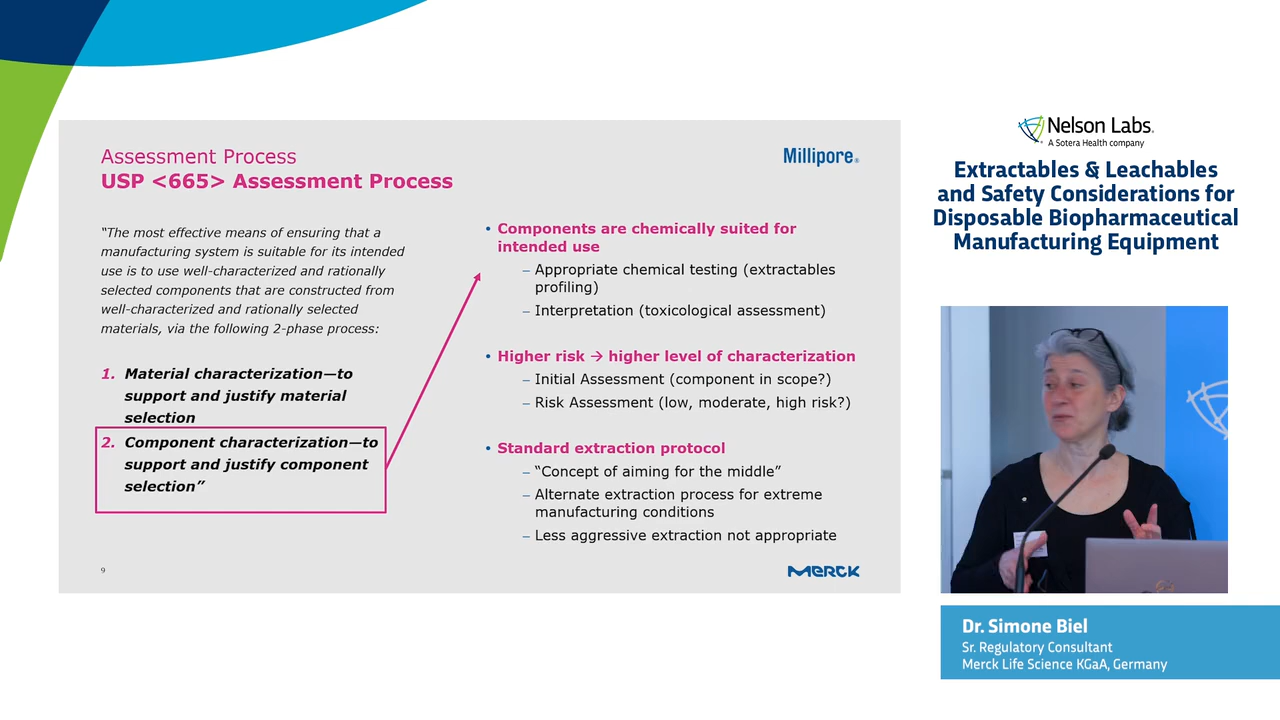 Assessment Process
USP <665> Assessment Process
Millipore®
“The most effective means of ensuring that a
manufacturing system is suitable for its intended
use is to use well-characterized and rationally
selected components that are constructed from
well-characterized and rationally selected
materials, via the following 2-phase process:
1. Material characterization—to
support and justify material
selection
2. Component characterization—to
support and justify component
selection”
• Components are chemically suited for
intended use
– Appropriate chemical testing (extractables
profiling)
– Interpretation (toxicological assessment)
• Higher risk → higher level of characterization
– Initial Assessment (component in scope?)
– Risk Assessment (low, moderate, high risk?)
• Standard extraction protocol
– “Concept of aiming for the middle”
– Alternate extraction process for extreme
manufacturing conditions
– Less aggressive extraction not appropriate
9
MERCK
Nelson Labs.
A Sotera Health company
Extractables & Leachables
and Safety Considerations for
Disposable Biopharmaceutical
Manufacturing Equipment
Dr. Simone Biel
Sr. Regulatory Consultant
Merck Life Science KGaA, Germany